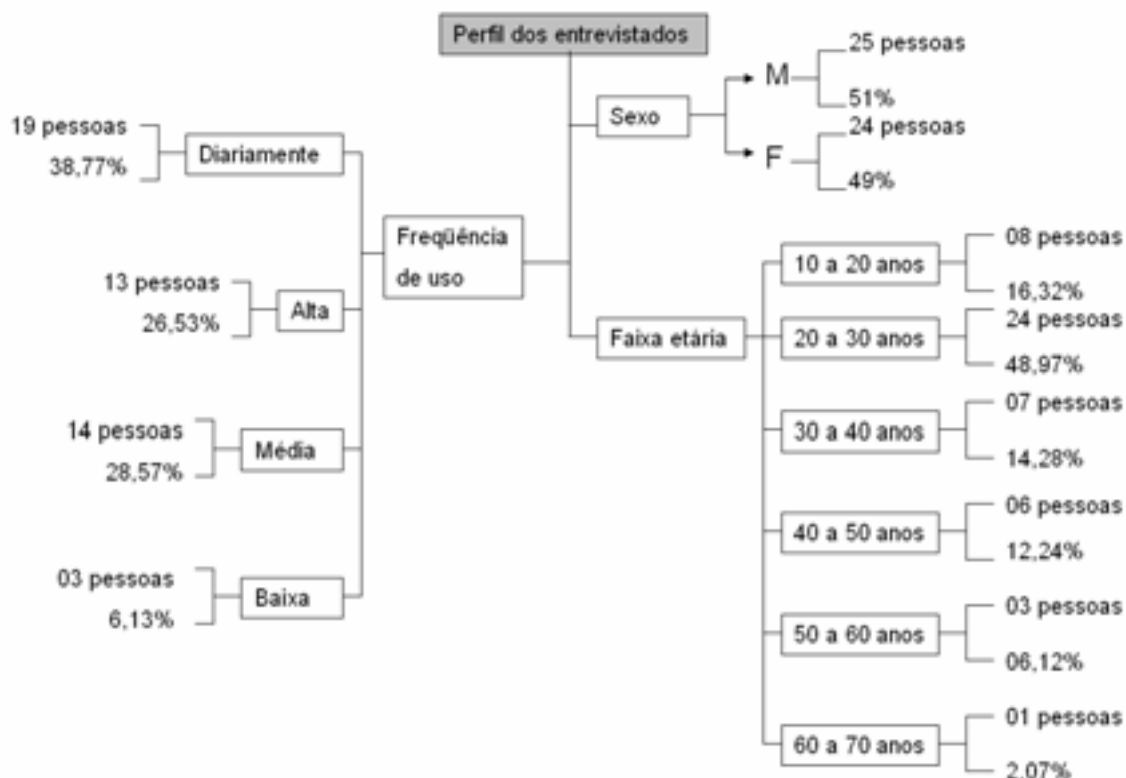 Perfil dos entrevistados
Sexo
M
25 pessoas
51%
F
24 pessoas
49%
Freqüência
de uso
Diariamente
19 pessoas
38,77%
Alta
13 pessoas
26,53%
Média
14 pessoas
28,57%
Baixa
03 pessoas
6,13%
Faixa etária
10 a 20 anos
08 pessoas
16,32%
20 a 30 anos
24 pessoas
48,97%
30 a 40 anos
07 pessoas
14,28%
40 a 50 anos
06 pessoas
12,24%
50 a 60 anos
03 pessoas
06,12%
60 a 70 anos
01 pessoas
2,07%